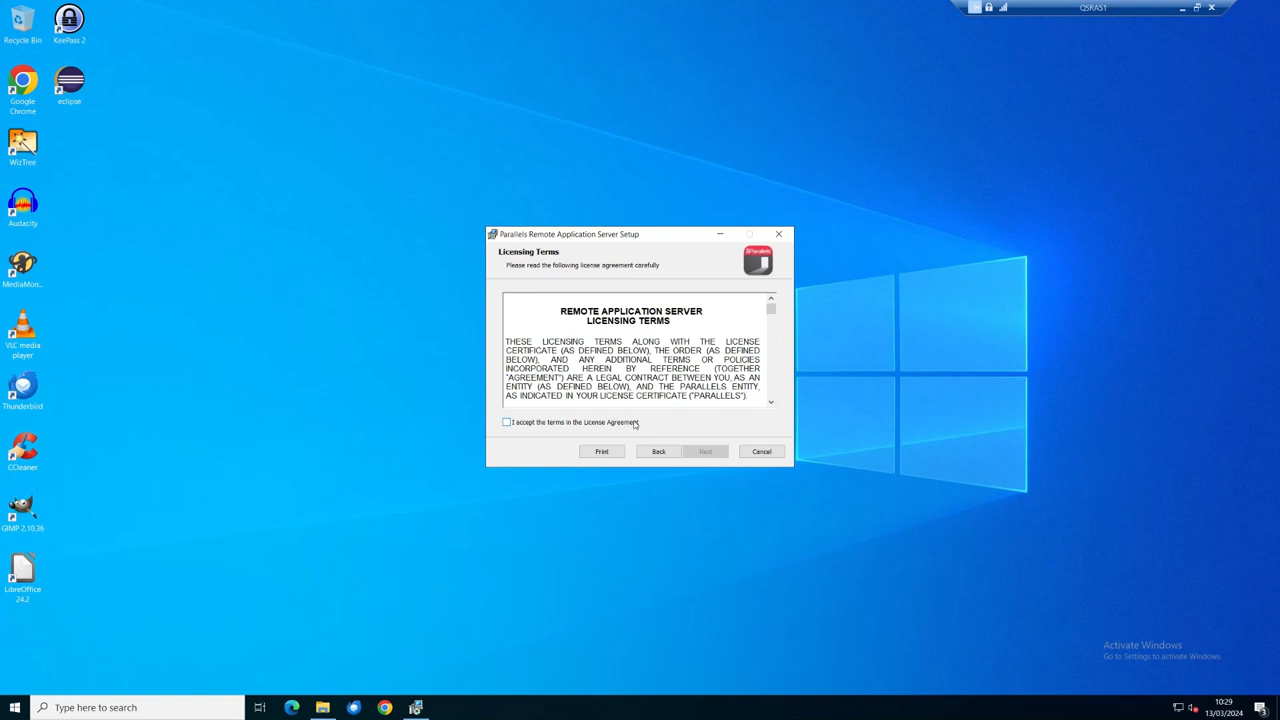 QSRAS1
Recycle Bin
KeePass 2
Google
Chrome
eclipse
WizTree
Audacity
MediaMon...
VLC media
player
Thunderbird
CCleaner
GIMP 2.10.36
LibreOffice
24.2
Parallels Remote Application Server Setup
Licensing Terms
Please read the following license agreement carefully
Parallels
REMOTE APPLICATION SERVER
LICENSING TERMS
THESE LICENSING TERMS ALONG WITH THE LICENSE
CERTIFICATE (AS DEFINED BELOW), THE ORDER (AS DEFINED
BELOW), AND ANY ADDITIONAL TERMS OR POLICIES
INCORPORATED HEREIN BY REFERENCE (TOGETHER
"AGREEMENT") ARE A LEGAL CONTRACT BETWEEN YOU, AS AN
ENTITY (AS DEFINED BELOW), AND THE PARALLELS ENTITY,
AS INDICATED IN YOUR LICENSE CERTIFICATE ("PARALLELS").
I accept the terms in the License Agreement
Print
Back
Next
Cancel
Activate Windows
Go to Settings to activate Windows.
Type here to search
10:29
13/03/2024
3